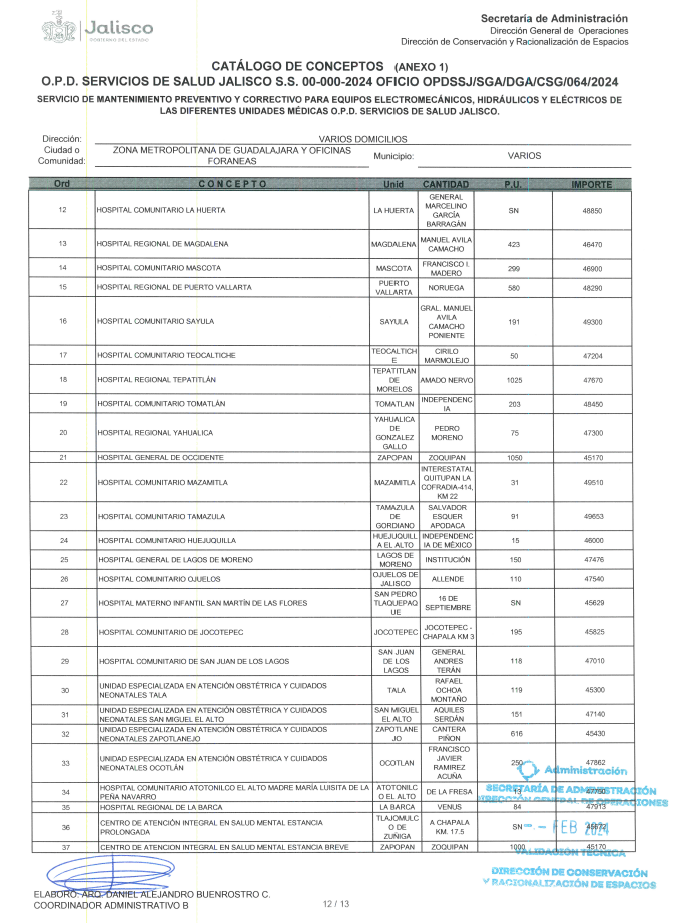 Jalisco
GOBIERNO DEL ESTADO
Secretaría de Administración
Dirección General de Operaciones
Dirección de Conservación y Racionalización de Espacios
CATÁLOGO DE CONCEPTOS (ANEXO 1)
O.P.D. SERVICIOS DE SALUD JALISCO S.S. 00-000-2024 OFICIO OPDSSJ/SGA/DGA/CSG/064/2024
SERVICIO DE MANTENIMIENTO PREVENTIVO Y CORRECTIVO PARA EQUIPOS ELECTROMECÁNICOS, HIDRÁULICOS Y ELÉCTRICOS DE
LAS DIFERENTES UNIDADES MÉDICAS O.P.D. SERVICIOS DE SALUD JALISCO.
Dirección: VARIOS DOMICILIOS
Ciudad o Comunidad: ZONA METROPOLITANA DE GUADALAJARA Y OFICINAS FORANEAS Municipio: VARIOS
Ord CONCEPTO Unid CANTIDAD P.U. IMPORTE
12 HOSPITAL COMUNITARIO LA HUERTA LA HUERTA GENERAL MARCELINO GARCÍA BARRAGÁN SN 48850
13 HOSPITAL REGIONAL DE MAGDALENA MAGDALENA MANUEL AVILA CAMACHO 423 46470
14 HOSPITAL COMUNITARIO MASCOTA MASCOTA FRANCISCO I. MADERO 299 46900
15 HOSPITAL REGIONAL DE PUERTO VALLARTA PUERTO VALLARTA NORUEGA 580 48290
16 HOSPITAL COMUNITARIO SAYULA SAYULA GRAL. MANUEL AVILA CAMACHO PONIENTE 191 49300
17 HOSPITAL COMUNITARIO TEOCALTICHE TEOCALTICH E CIRILO MARMOLEJO 50 47204
18 HOSPITAL REGIONAL TEPATITLÁN TEPATITLAN DE MORELOS AMADO NERVO 1025 47670
19 HOSPITAL COMUNITARIO TOMATLÁN TOMATLAN INDEPENDENC IA 203 48450
20 HOSPITAL REGIONAL YAHUALICA YAHUALICA DE GONZALEZ GALLO PEDRO MORENO 75 47300
21 HOSPITAL GENERAL DE OCCIDENTE ZAPOPAN ZOQUIPAN 1050 45170
22 HOSPITAL COMUNITARIO MAZAMITLA MAZAMITLA INTERESTATAL QUITUPAN LA COFRADIA-414, KM 22 31 49510
23 HOSPITAL COMUNITARIO TAMAZULA TAMAZULA DE GORDIANO SALVADOR ESQUER APODACA 91 49653
24 HOSPITAL COMUNITARIO HUEJUQUILLA HUEJUQUILL A EL ALTO INDEPENDENC IA DE MÉXICO 15 46000
25 HOSPITAL GENERAL DE LAGOS DE MORENO LAGOS DE MORENO INSTITUCIÓN 150 47476
26 HOSPITAL COMUNITARIO OJUELOS OJUELOS DE JALISCO ALLENDE 110 47540
27 HOSPITAL MATERNO INFANTIL SAN MARTÍN DE LAS FLORES SAN PEDRO TLAQUEPAQ UE 16 DE SEPTIEMBRE SN 45629
28 HOSPITAL COMUNITARIO DE JOCOTEPEC JOCOTEPEC JOCOTEPEC - CHAPALA KM 3 195 45825
29 HOSPITAL COMUNITARIO DE SAN JUAN DE LOS LAGOS SAN JUAN DE LOS LAGOS GENERAL ANDRES TERÁN 118 47010
30 UNIDAD ESPECIALIZADA EN ATENCIÓN OBSTÉTRICA Y CUIDADOS NEONATALES TALA TALA RAFAEL OCHOA MONTAÑO 119 45300
31 UNIDAD ESPECIALIZADA EN ATENCIÓN OBSTÉTRICA Y CUIDADOS NEONATALES SAN MIGUEL EL ALTO SAN MIGUEL EL ALTO AQUILES SERDÁN 151 47140
32 UNIDAD ESPECIALIZADA EN ATENCIÓN OBSTÉTRICA Y CUIDADOS NEONATALES ZAPOTLANEJO ZAPOTLANE JO CANTERA PIÑON 616 45430
33 UNIDAD ESPECIALIZADA EN ATENCIÓN OBSTÉTRICA Y CUIDADOS NEONATALES OCOTLÁN OCOTLAN FRANCISCO JAVIER RAMIREZ ACUÑA 250 47862
Administración
34 HOSPITAL COMUNITARIO ATOTONILCO EL ALTO MADRE MARÍA LUISITA DE LA PEÑA NAVARRO ATOTONILC O EL ALTO DE LA FRESA 13
SECRETARÍA DE ADMINISTRACIÓN
DIRECCIÓN GENERAL DE OPERACIONES
35 HOSPITAL REGIONAL DE LA BARCA LA BARCA VENUS 84 47913
36 CENTRO DE ATENCIÓN INTEGRAL EN SALUD MENTAL ESTANCIA PROLONGADA TLAJOMULC O DE ZUÑIGA A CHAPALA KM. 17.5 SN
FEB 2024
VALIDACIÓN TÉCNICA
37 CENTRO DE ATENCION INTEGRAL EN SALUD MENTAL ESTANCIA BREVE ZAPOPAN ZOQUIPAN 1000 45170
DIRECCIÓN DE CONSERVACIÓN
Y RACIONALIZACIÓN DE ESPACIOS
ELABORO: ARQ. DANIEL ALEJANDRO BUENROSTRO C.
COORDINADOR ADMINISTRATIVO B
12 / 13